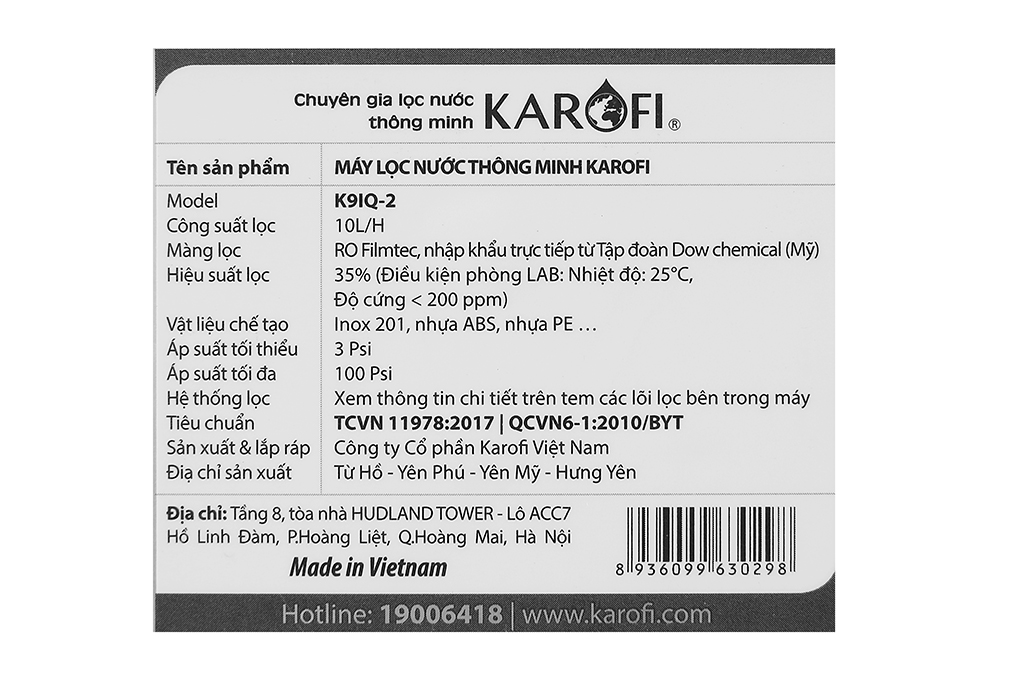 Chuyên gia lọc nước
thông minh KAROFI®
Tên sản phẩm MÁY LỌC NƯỚC THÔNG MINH KAROFI
Model K9IQ-2
Công suất lọc 10L/H
Màng lọc RO Filmtec, nhập khẩu trực tiếp từ Tập đoàn Dow chemical (Mỹ)
Hiệu suất lọc 35% (Điều kiện phòng LAB: Nhiệt độ: 25°C,
Độ cứng < 200 ppm)
Vật liệu chế tạo Inox 201, nhựa ABS, nhựa PE ...
Áp suất tối thiểu 3 Psi
Áp suất tối đa 100 Psi
Hệ thống lọc Xem thông tin chi tiết trên tem các lõi lọc bên trong máy
Tiêu chuẩn TCVN 11978:2017 | QCVN6-1:2010/BYT
Sản xuất & lắp ráp Công ty Cổ phần Karofi Việt Nam
Địa chỉ sản xuất Từ Hồ - Yên Phú - Yên Mỹ - Hưng Yên
Địa chỉ: Tầng 8, tòa nhà HUDLAND TOWER - Lô ACC7
Hồ Linh Đàm, P.Hoàng Liệt, Q.Hoàng Mai, Hà Nội
Made in Vietnam
8 936099 630298
Hotline: 19006418 | www.karofi.com